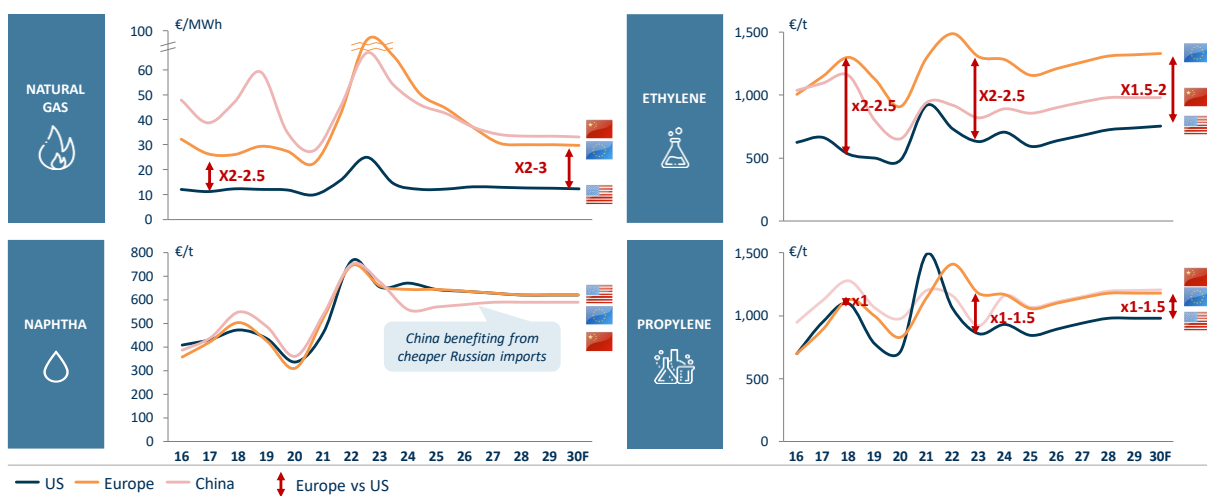 €/MWh
NATURAL
GAS
100
60
50
40
30
20
10
0
X2-2.5
X2-3
€/t
ETHYLENE
1,500
1,000
500
0
x2-2.5
X2-2.5
X1.5-2
€/t
NAPHTHA
800
700
600
500
400
300
200
100
0
China benefiting from
cheaper Russian imports
16 17 18 19 20 21 22 23 24 25 26 27 28 29 30F
€/t
PROPYLENE
1,500
1,000
500
0
x1
x1-1.5
x1-1.5
16 17 18 19 20 21 22 23 24 25 26 27 28 29 30F
US Europe China Europe vs US